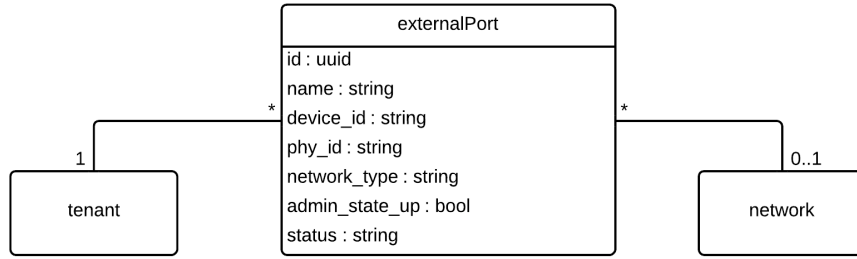 externalPort
id : uuid
name : string
device_id : string
phy_id : string
network_type : string
admin_state_up : bool
status : string
*
*
1
0..1
tenant
network